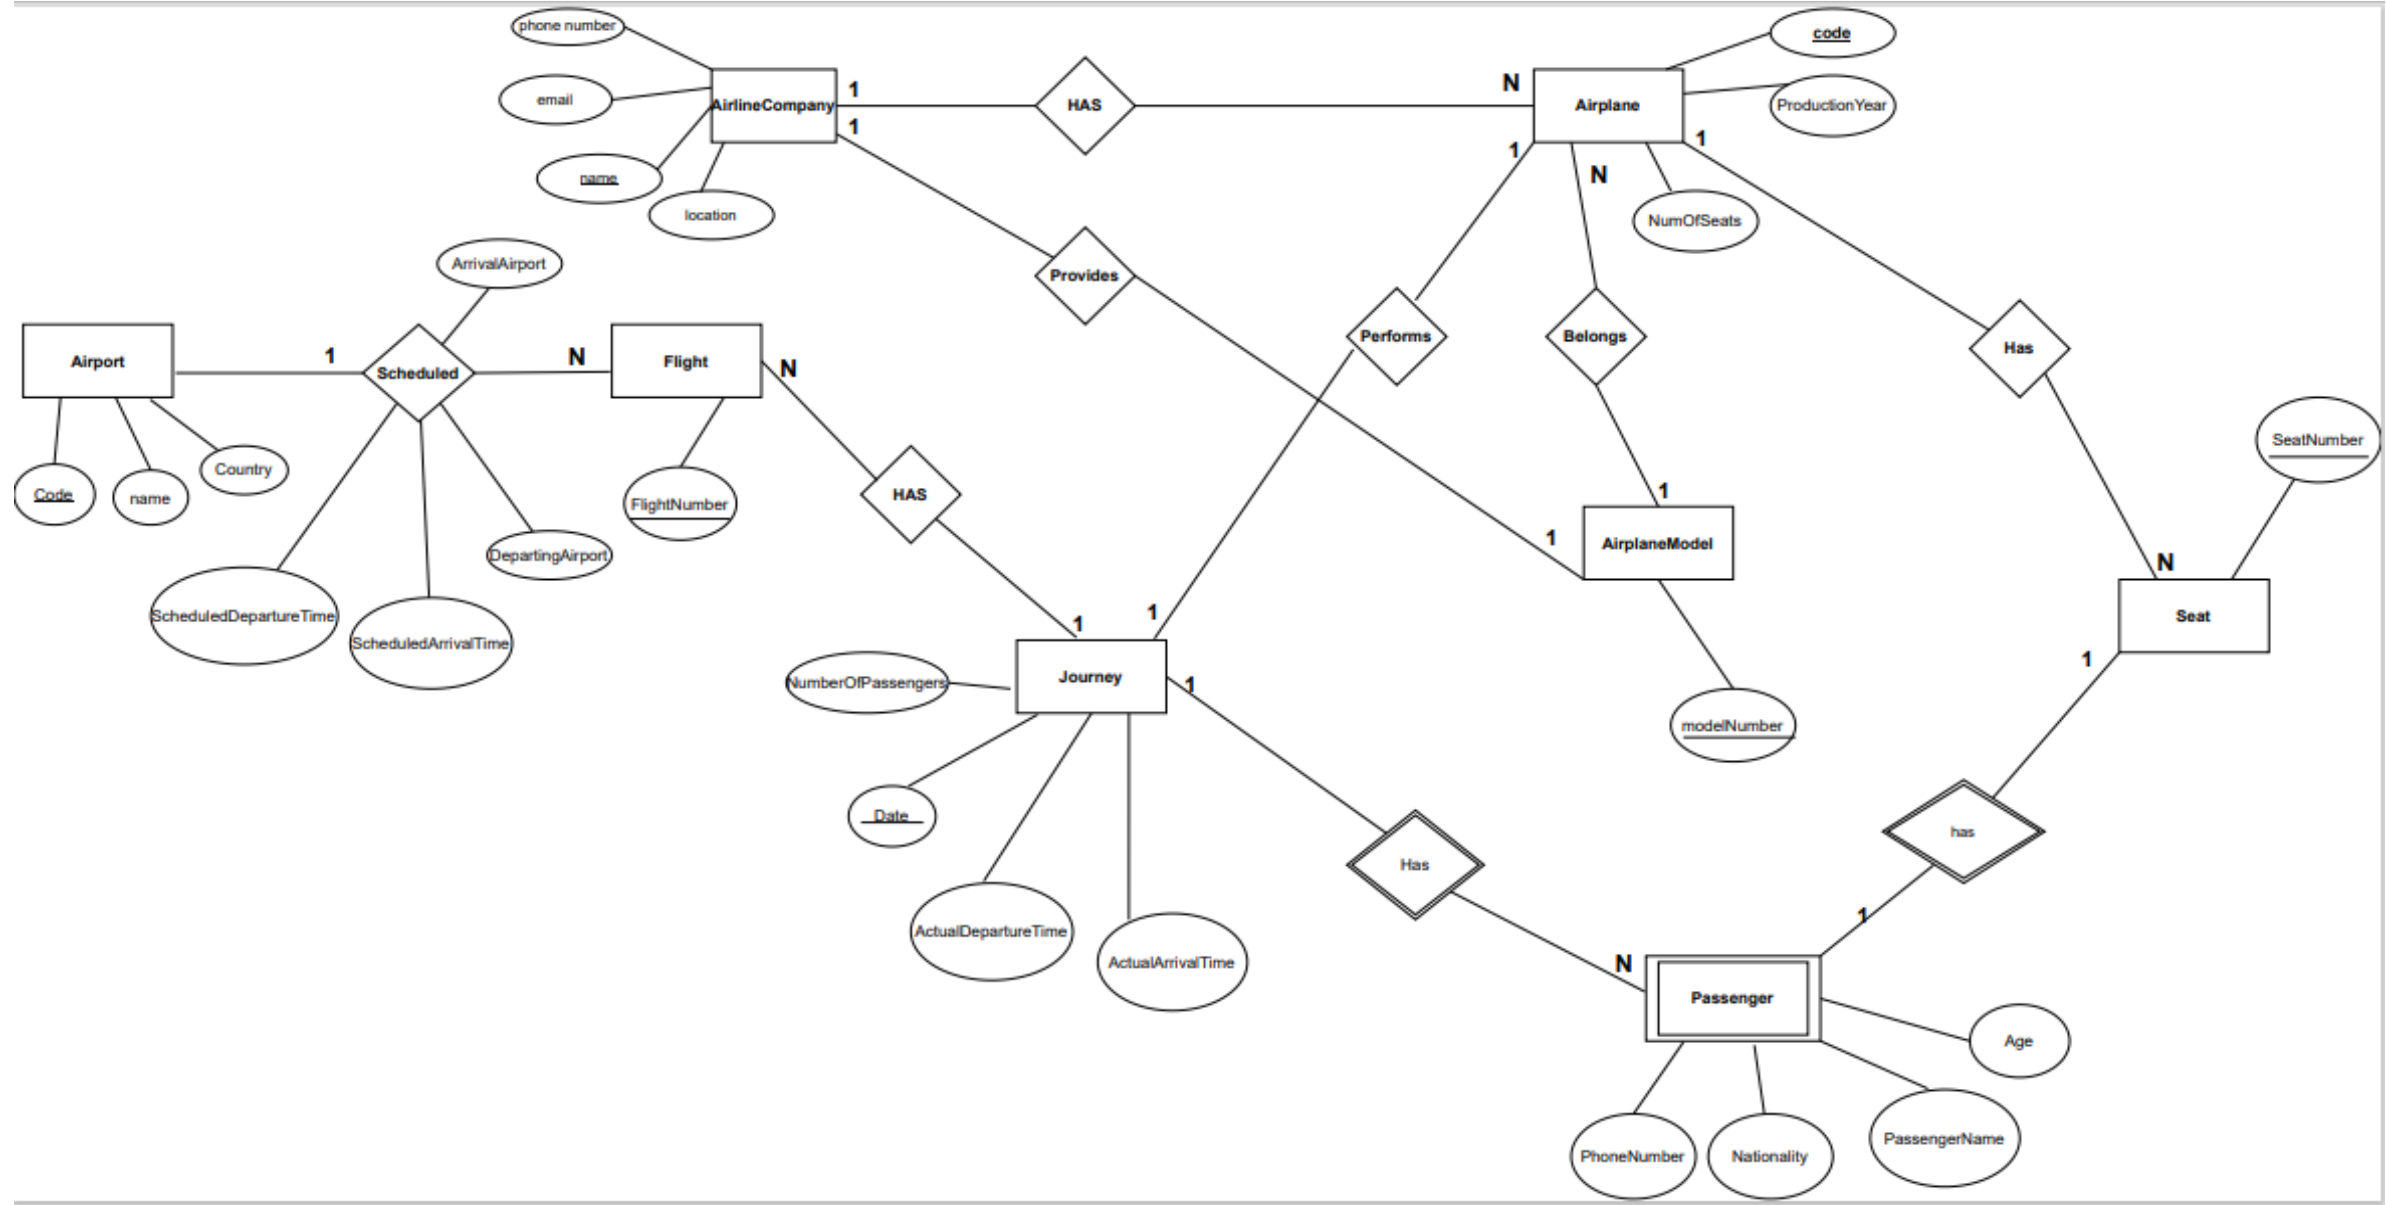 phone number
code
email
AirlineCompany
1
HAS
N
Airplane
ProductionYear
1
1
1
N
name
location
NumOfSeats
ArrivalAirport
Provides
Airport
1
Scheduled
N
Flight
N
Performs
Belongs
Has
Code
name
Country
FlightNumber
HAS
SeatNumber
DepartingAirport
1
1
AirplaneModel
N
ScheduledDepartureTime
ScheduledArrivalTime
1
1
Seat
1
NumberOfPassengers
Journey
1
modelNumber
Date
has
Has
1
ActualDepartureTime
ActualArrivalTime
N
Passenger
Age
PhoneNumber
Nationality
PassengerName